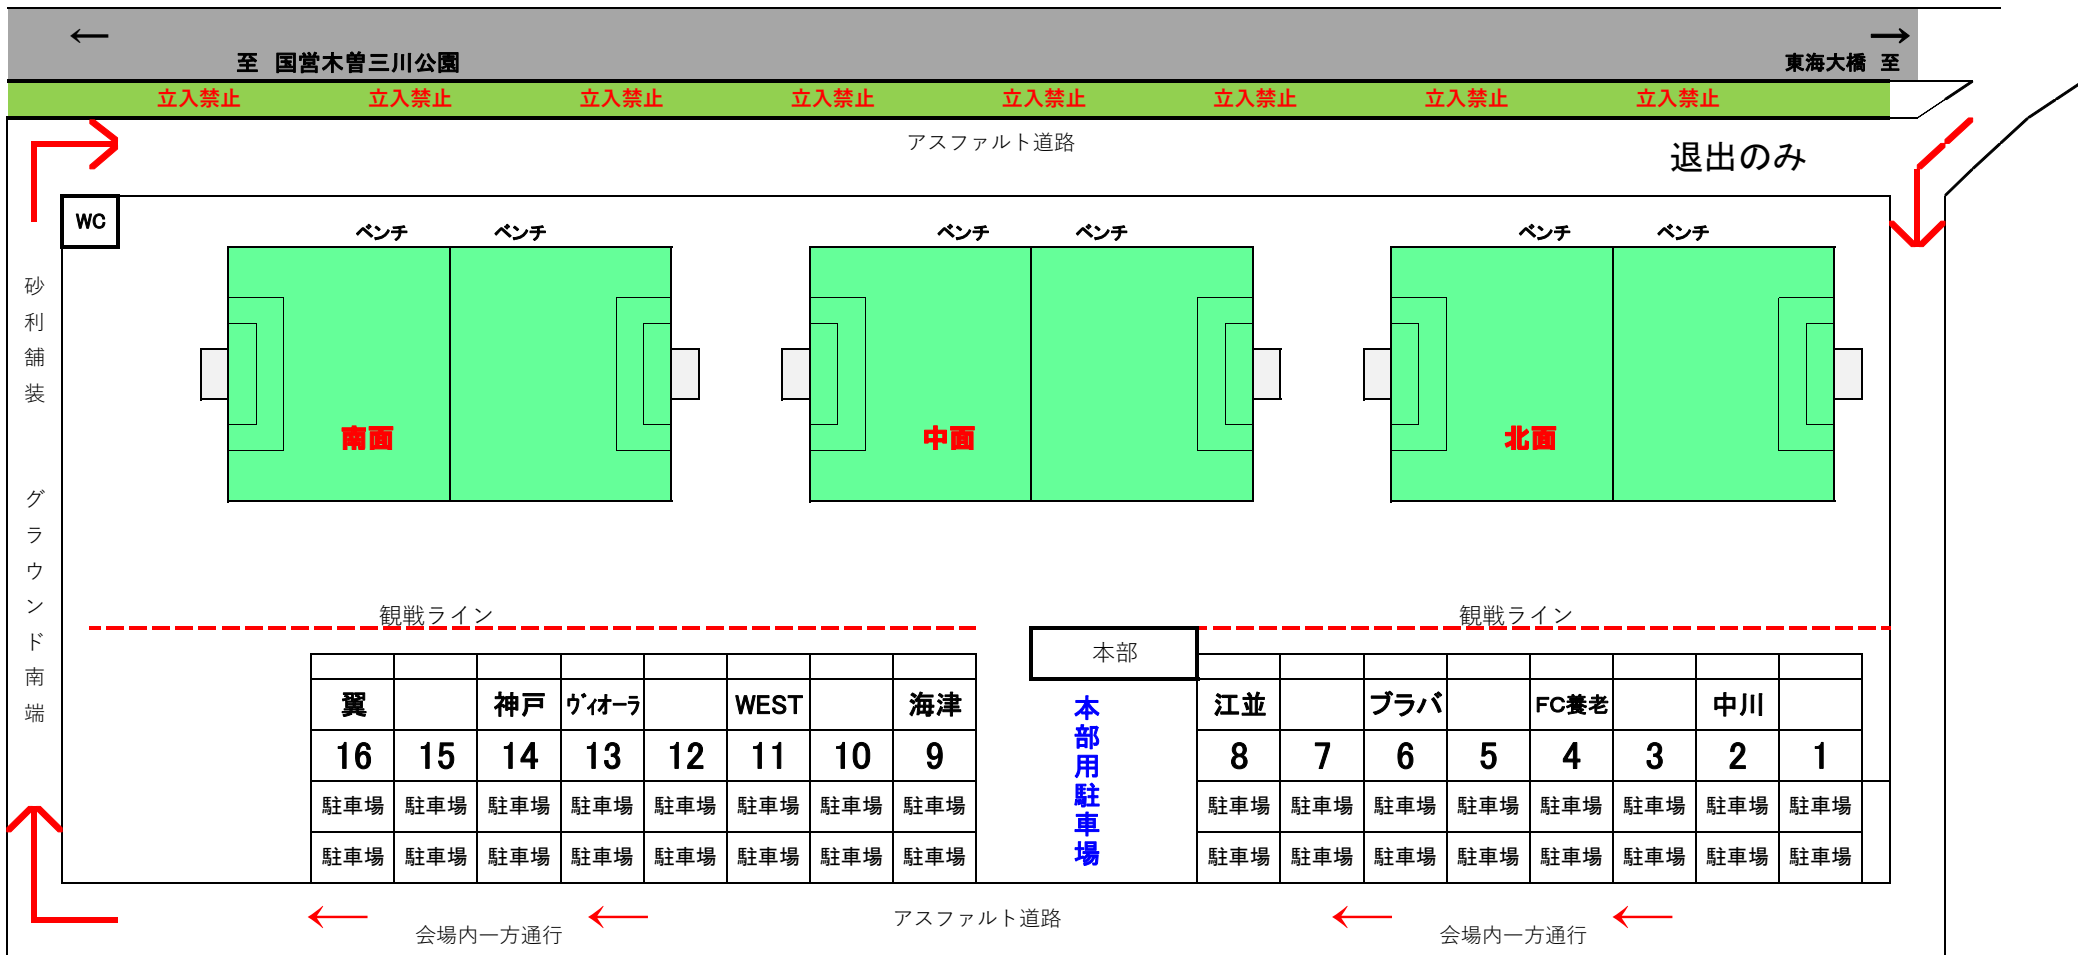 ← →
至 国営木曽三川公園 東海大橋 至
立入禁止 立入禁止 立入禁止 立入禁止 立入禁止 立入禁止 立入禁止 立入禁止
アスファルト道路
退出のみ
WC
ベンチ ベンチ ベンチ ベンチ ベンチ ベンチ
砂利舗装 グラウンド南端
南面 中面 北面
観戦ライン 観戦ライン
本部
翼 神戸 ヴィオーラ WEST 海津 江並 ブラバ FC養老 中川
16 15 14 13 12 11 10 9 8 7 6 5 4 3 2 1
本部用駐車場
駐車場 駐車場 駐車場 駐車場 駐車場 駐車場 駐車場 駐車場 駐車場 駐車場 駐車場 駐車場 駐車場 駐車場 駐車場 駐車場
駐車場 駐車場 駐車場 駐車場 駐車場 駐車場 駐車場 駐車場 駐車場 駐車場 駐車場 駐車場 駐車場 駐車場 駐車場 駐車場
← ← アスファルト道路 ← ←
会場内一方通行 会場内一方通行